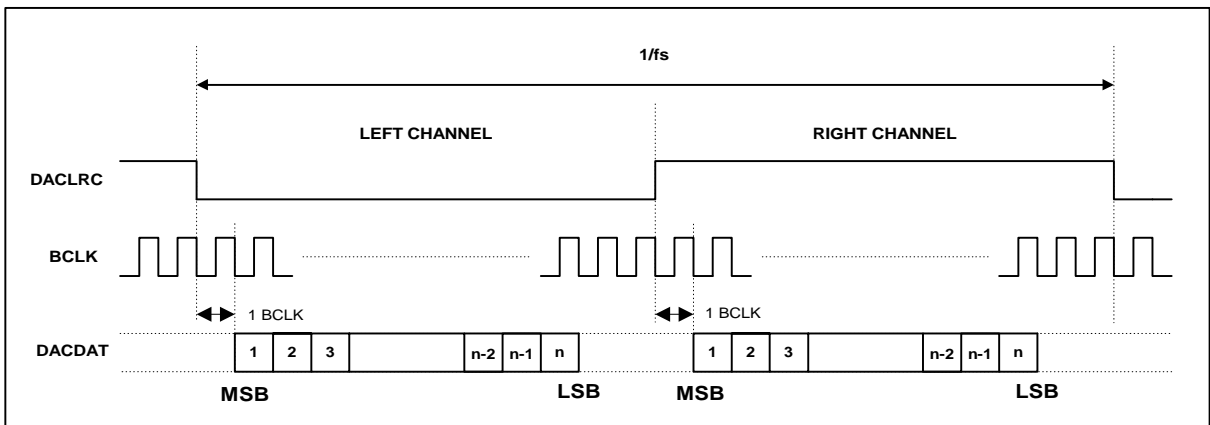 1/fs
LEFT CHANNEL RIGHT CHANNEL
DACLRC
BCLK
1 BCLK 1 BCLK
DACDAT 1 2 3 n-2 n-1 n 1 2 3 n-2 n-1 n
MSB LSB MSB LSB